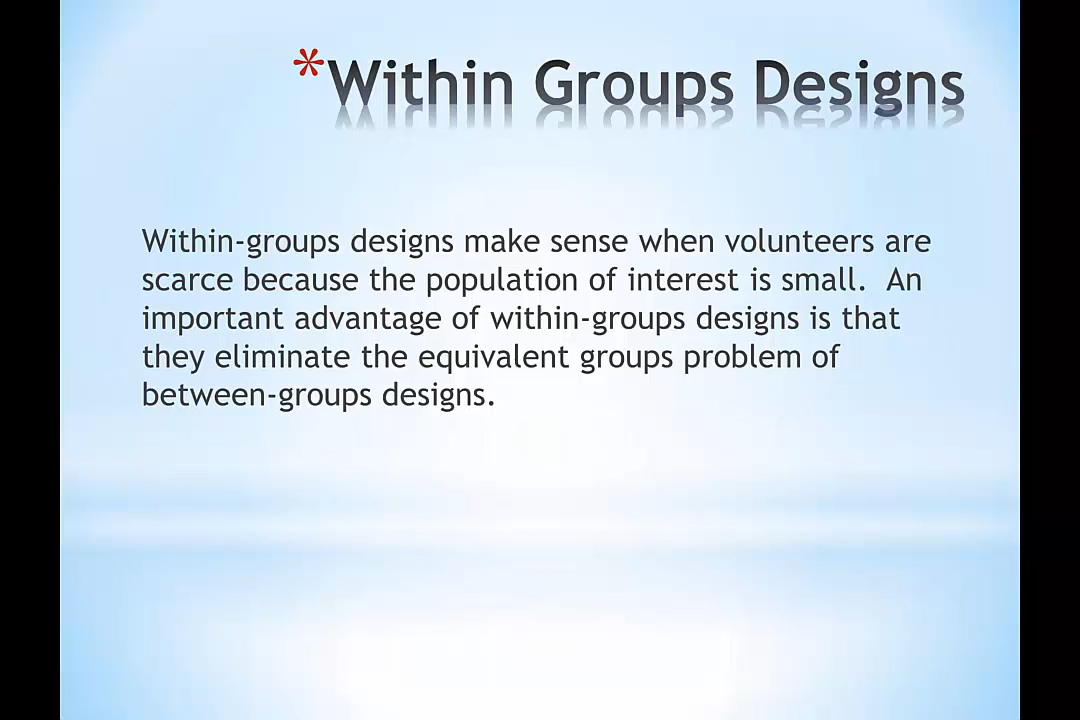 *Within Groups Designs
Within-groups designs make sense when volunteers are
scarce because the population of interest is small.  An
important advantage of within-groups designs is that
they eliminate the equivalent groups problem of
between-groups designs.